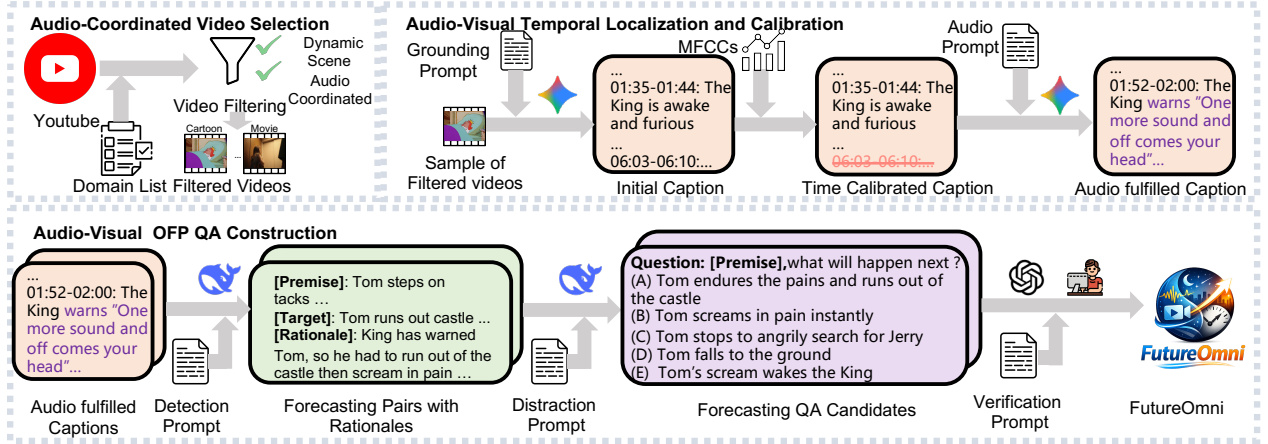 Audio-Coordinated Video Selection
Youtube
Domain List
Video Filtering
Dynamic
Scene
Audio
Coordinated
Cartoon
...
Movie
Filtered Videos
Audio-Visual Temporal Localization and Calibration
Grounding
Prompt
Sample of
Filtered videos
...
01:35-01:44: The
King is awake
and furious
...
06:03-06:10:...
Initial Caption
MFCCs
...
01:35-01:44: The
King is awake
and furious
...
06:03-06:10:...
Time Calibrated Caption
Audio
Prompt
...
01:52-02:00: The
King warns “One
more sound and
off comes your
head”...
Audio fulfilled Caption
Audio-Visual OFP QA Construction
...
01:52-02:00: The
King warns “One
more sound and
off comes your
head”...
Audio fulfilled
Captions
Detection
Prompt
[Premise]: Tom steps on
tacks ...
[Target]: Tom runs out castle ...
[Rationale]: King has warned
Tom, so he had to run out of the
castle then scream in pain ...
Forecasting Pairs with
Rationales
Distraction
Prompt
Question: [Premise],what will happen next ?
(A) Tom endures the pains and runs out of
the castle
(B) Tom screams in pain instantly
(C) Tom stops to angrily search for Jerry
(D) Tom falls to the ground
(E) Tom’s scream wakes the King
Forecasting QA Candidates
Verification
Prompt
FutureOmni
FutureOmni